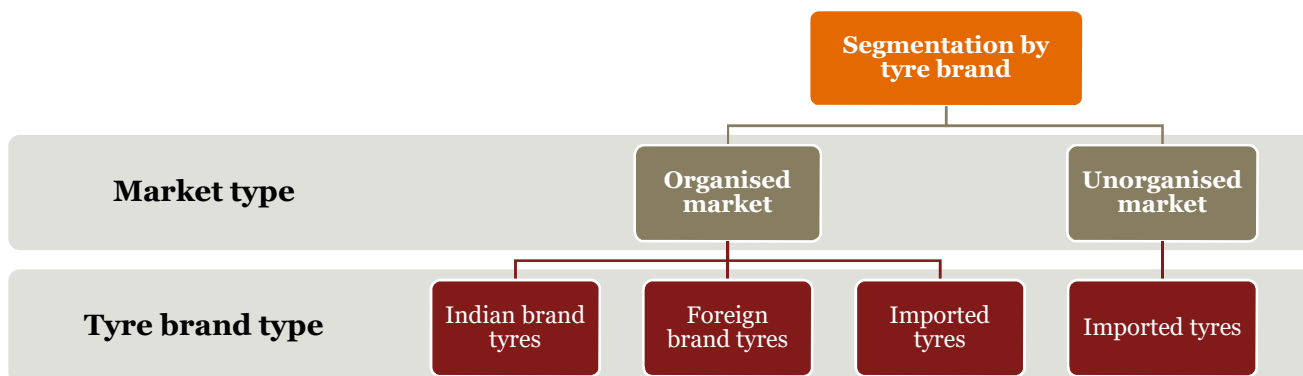 Segmentation by
tyre brand
Market type
Organised
market
Unorganised
market
Tyre brand type
Indian brand
tyres
Foreign
brand tyres
Imported
tyres
Imported tyres